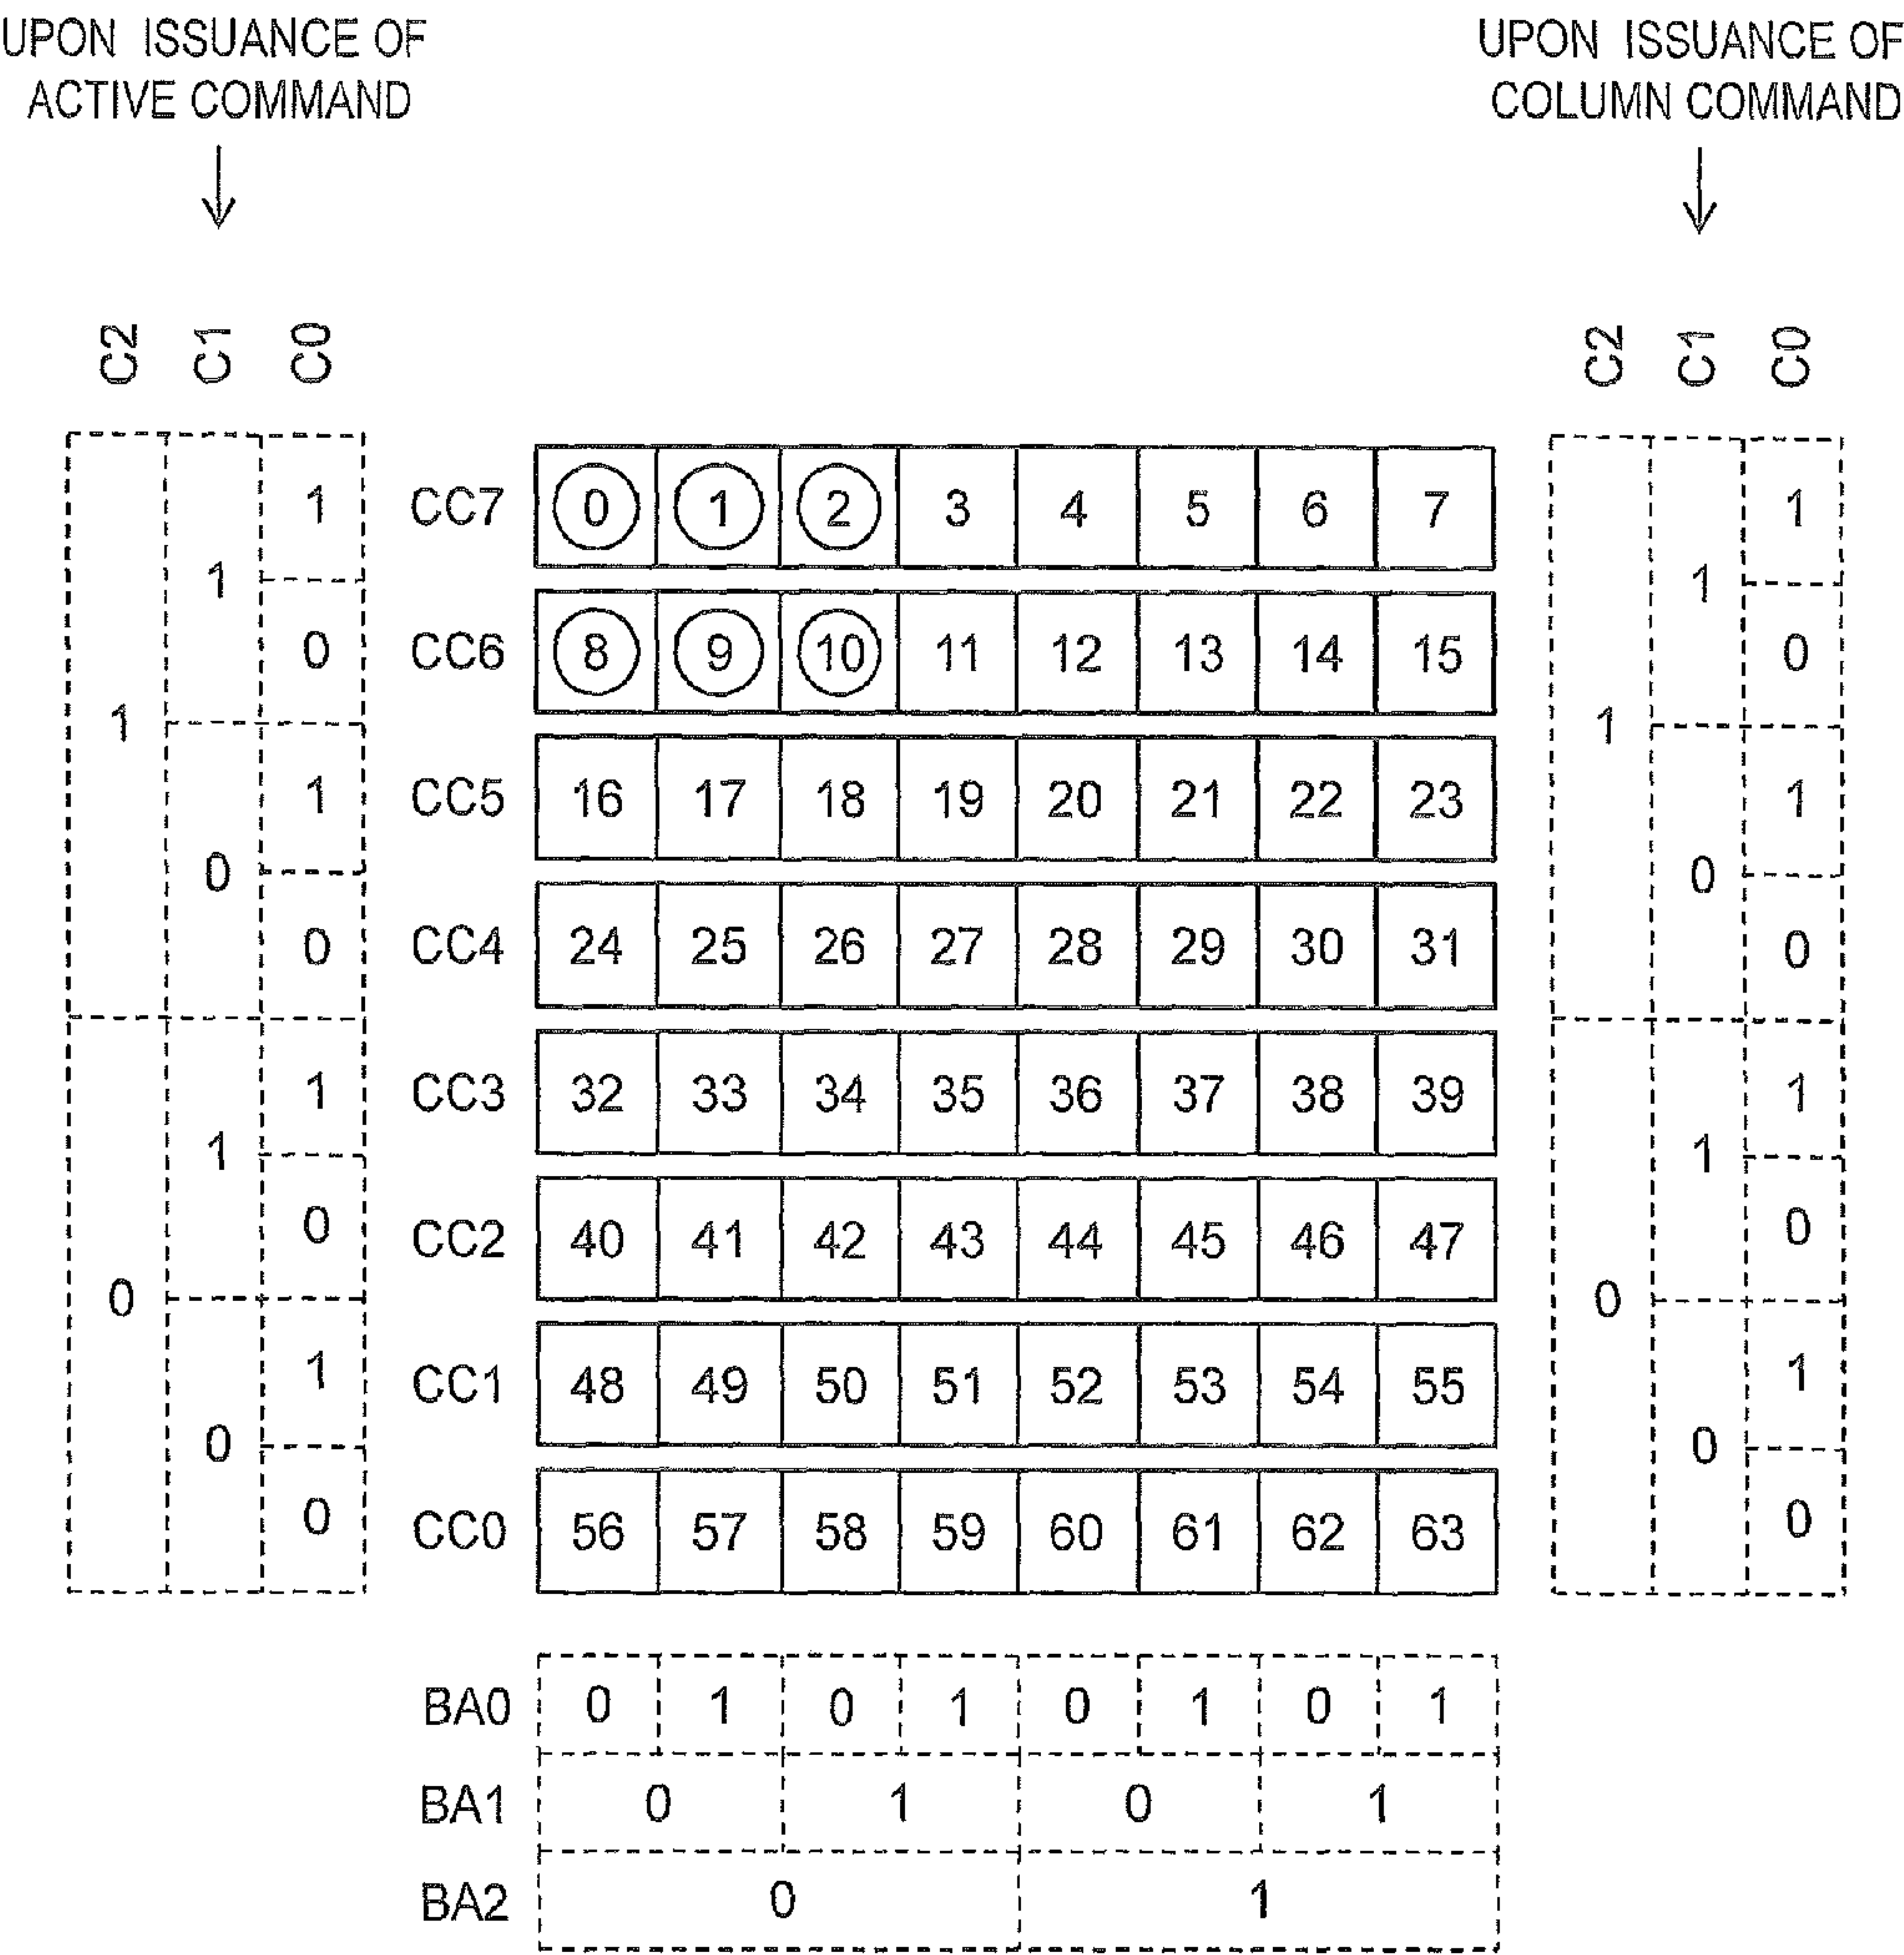 UPON ISSUANCE OF
ACTIVE COMMAND
UPON ISSUANCE OF
COLUMN COMMAND
C2 C1 C0
C2 C1 C0
1 CC7 0 1 2 3 4 5 6 7 1
1 1
0 CC6 8 9 10 11 12 13 14 15 0
1 1
1 CC5 16 17 18 19 20 21 22 23 1
0 0
0 CC4 24 25 26 27 28 29 30 31 0
1 CC3 32 33 34 35 36 37 38 39 1
1 1
0 CC2 40 41 42 43 44 45 46 47 0
0 0
1 CC1 48 49 50 51 52 53 54 55 1
0 0
0 CC0 56 57 58 59 60 61 62 63 0
BA0 0 1 0 1 0 1 0 1
BA1 0 1 0 1
BA2 0 1